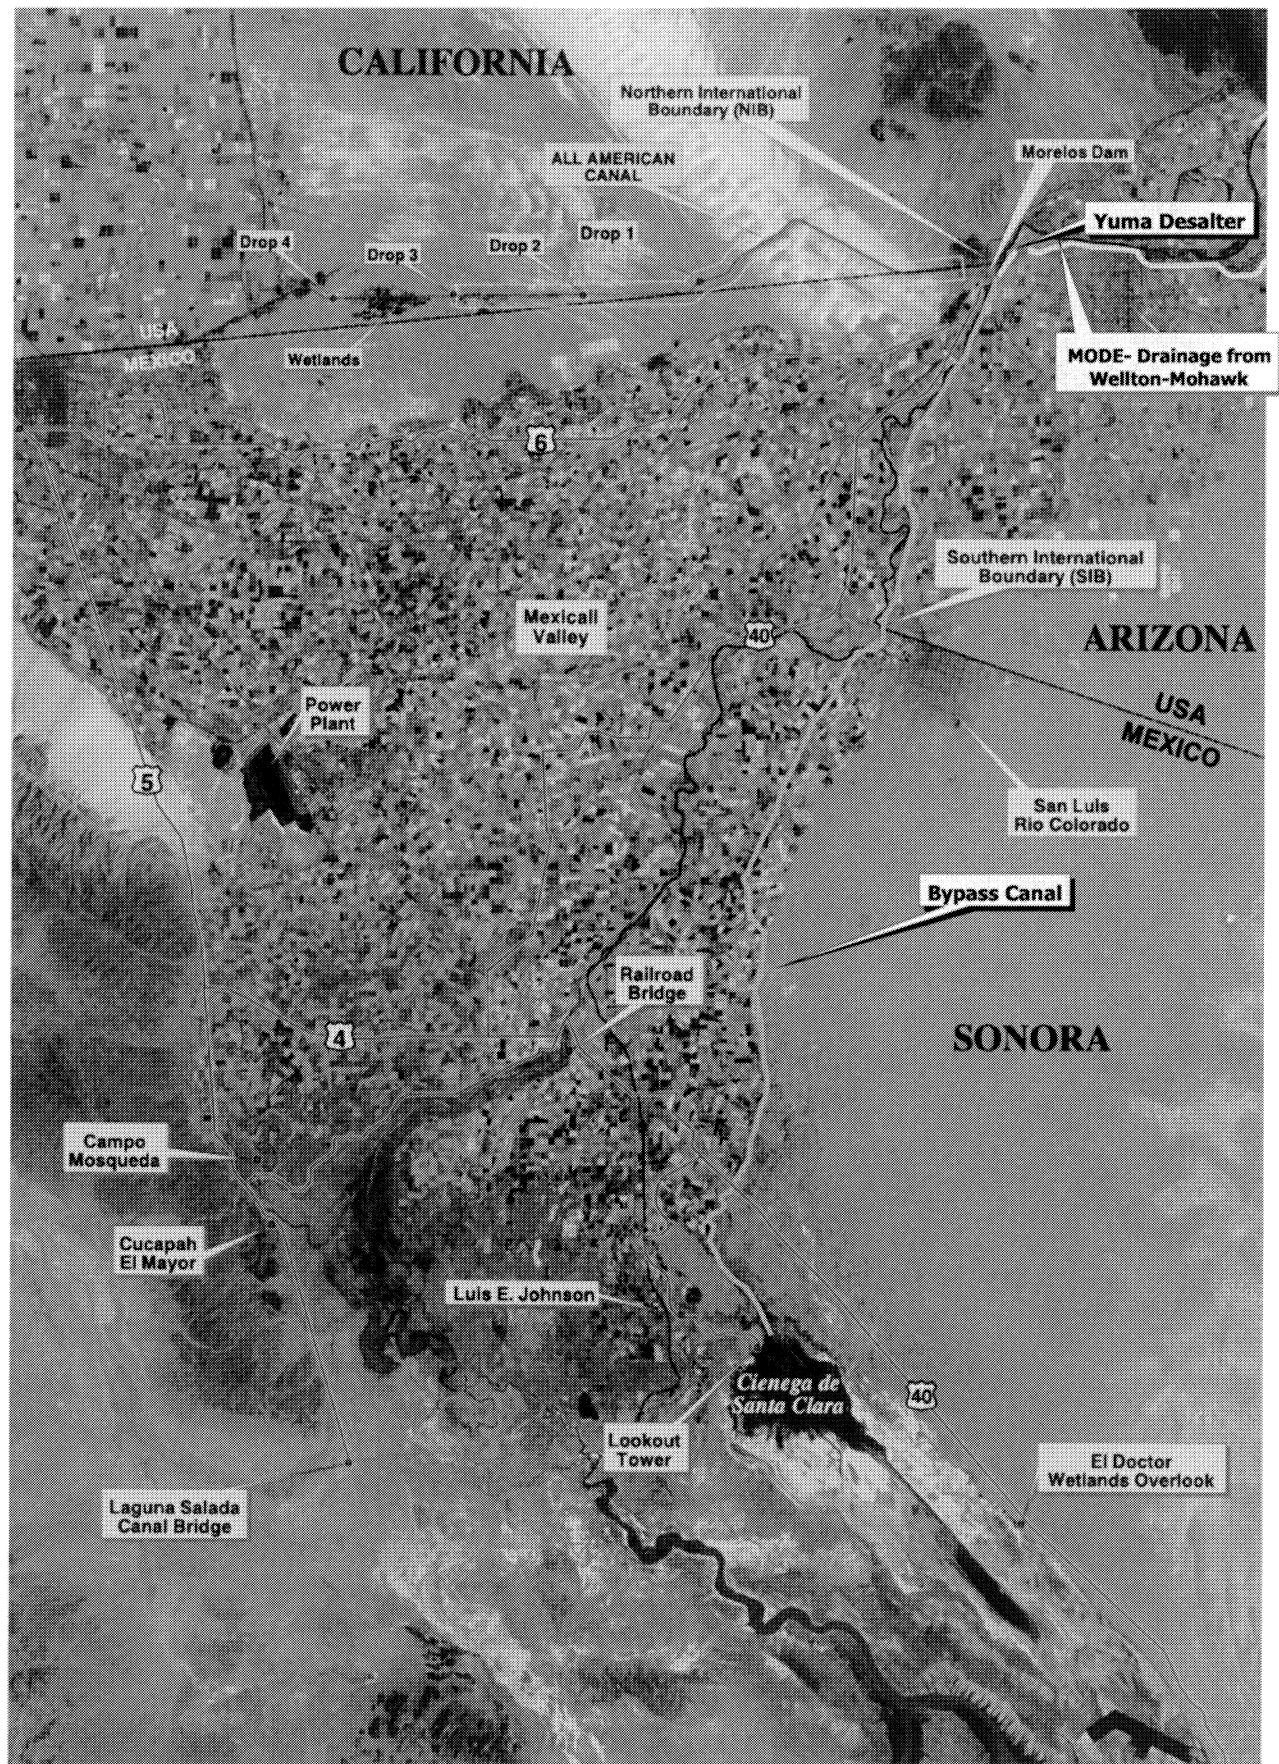 CALIFORNIA
Northern International
Boundary (NIB)
ALL AMERICAN
CANAL
Morelos Dam
Yuma Desalter
Drop 4
Drop 3
Drop 2
Drop 1
USA
MEXICO
Wetlands
MODE- Drainage from
Wellton-Mohawk
6
Southern International
Boundary (SIB)
Mexicali
Valley
40
ARIZONA
USA
MEXICO
Power
Plant
5
San Luis
Rio Colorado
Bypass Canal
Railroad
Bridge
4
SONORA
Campo
Mosqueda
Cucapah
El Mayor
Luis E. Johnson
Cienega de
Santa Clara
40
Lookout
Tower
El Doctor
Wetlands Overlook
Laguna Salada
Canal Bridge